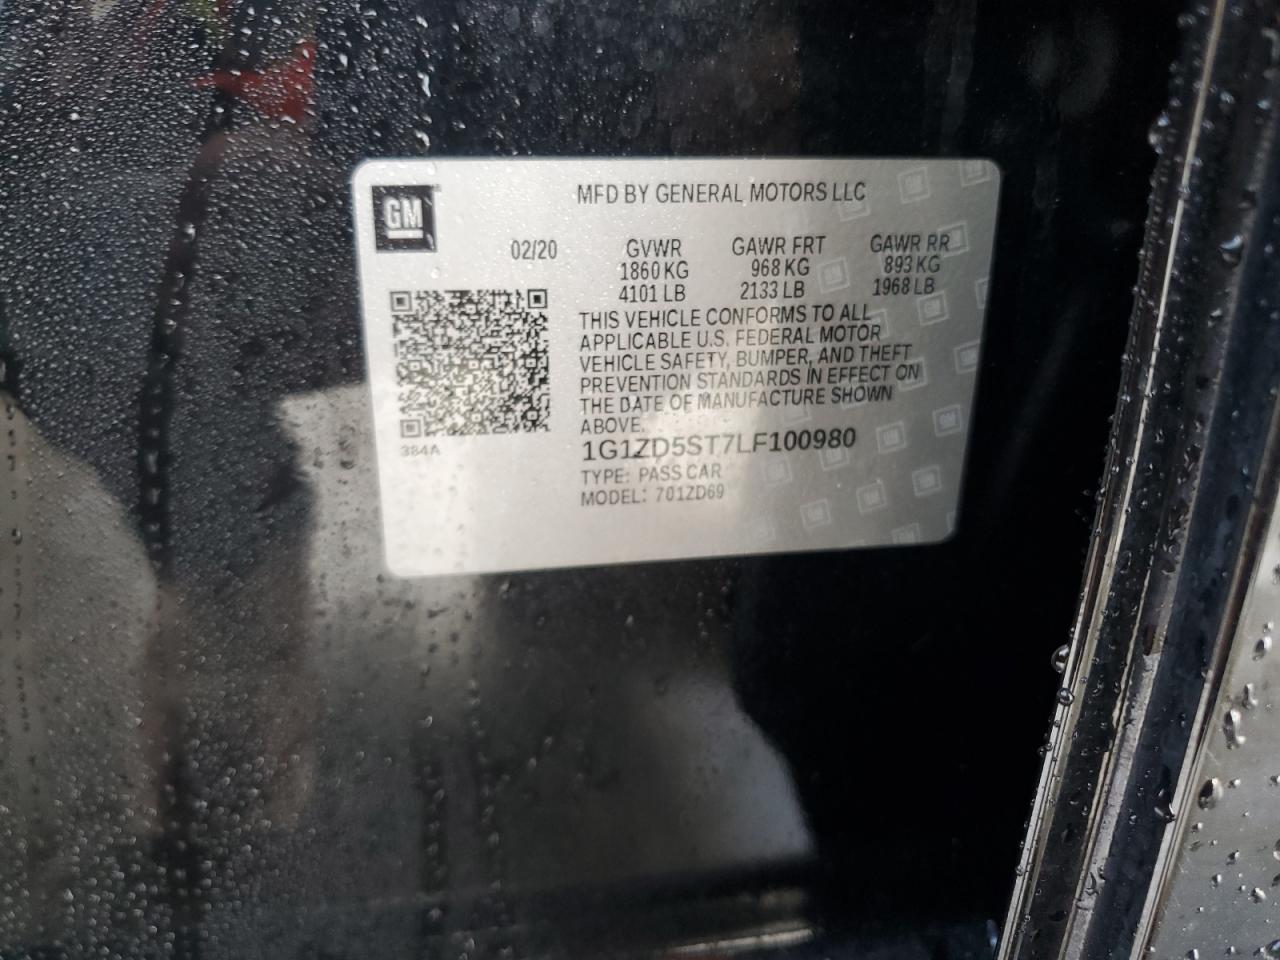 GM
MFD BY GENERAL MOTORS LLC
02/20 GVWR GAWR FRT GAWR RR
1860 KG 968 KG 893 KG
4101 LB 2133 LB 1968 LB
THIS VEHICLE CONFORMS TO ALL
APPLICABLE U.S. FEDERAL MOTOR
VEHICLE SAFETY, BUMPER, AND THEFT
PREVENTION STANDARDS IN EFFECT ON
THE DATE OF MANUFACTURE SHOWN
ABOVE.
384A
1G1ZD5ST7LF100980
TYPE: PASS CAR
MODEL: 701ZD69